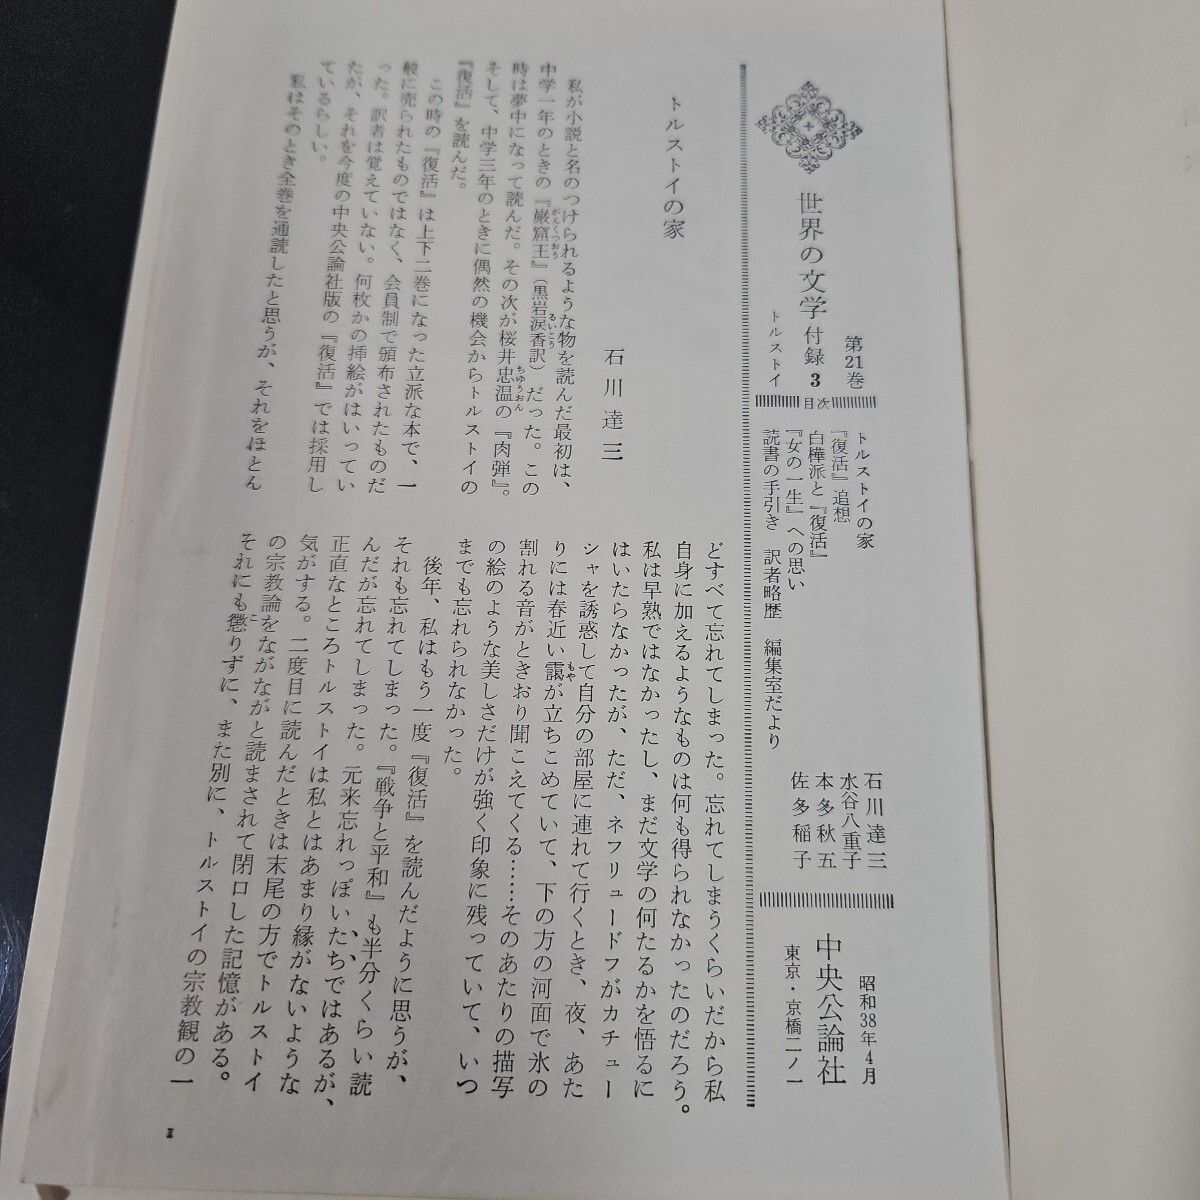 世界の文学 付録3
第21巻
トルストイ
目次
トルストイの家
『復活』追想
白樺派と『復活』
『女の一生』への思い
読書の手引き 訳者略歴 編集室だより
石川達三
水谷八重子
本多秋五
佐多稲子
昭和38年4月
中央公論社
東京・京橋二ノ一
トルストイの家
石川達三
私が小説と名のつけられるような物を読んだ最初は、
中学一年のときの『巌窟王』(黒岩涙香訳)だった。この
がんくつおう
るいこう
時は夢中になって読んだ。その次が桜井忠温の『肉弾』。
ちゅうおん
そして、中学三年のときに偶然の機会からトルストイの
『復活』を読んだ。
この時の『復活』は上下二巻になった立派な本で、一
般に売られたものではなく、会員制で頒布されたものだ
った。訳者は覚えていない。何枚かの挿絵がはいってい
たが、それを今度の中央公論社版の『復活』では採用し
ているらしい。
私はそのとき全巻を通読したと思うが、それをほとん
どすべて忘れてしまった。忘れてしまうくらいだから私
自身に加えるようなものは何も得られなかったのだろう。
私は早熟ではなかったし、まだ文学の何たるかを悟るに
はいたらなかったが、ただ、ネフリュードフがカチュー
シャを誘惑して自分の部屋に連れて行くとき、夜、あた
りには春近い靄が立ちこめていて、下の方の河面で氷の
もや
割れる音がときおり聞こえてくる……そのあたりの描写
の絵のような美しさだけが強く印象に残っていて、いつ
までも忘れられなかった。
後年、私はもう一度『復活』を読んだように思うが、
それも忘れてしまった。『戦争と平和』も半分くらい読
んだが忘れてしまった。元来忘れっぽいたちではあるが、
正直なところトルストイは私とはあまり縁がないような
気がする。二度目に読んだときは末尾の方でトルストイ
の宗教論をながながと読まされて閉口した記憶がある。
それにも懲りずに、また別に、トルストイの宗教観の一
こ
1